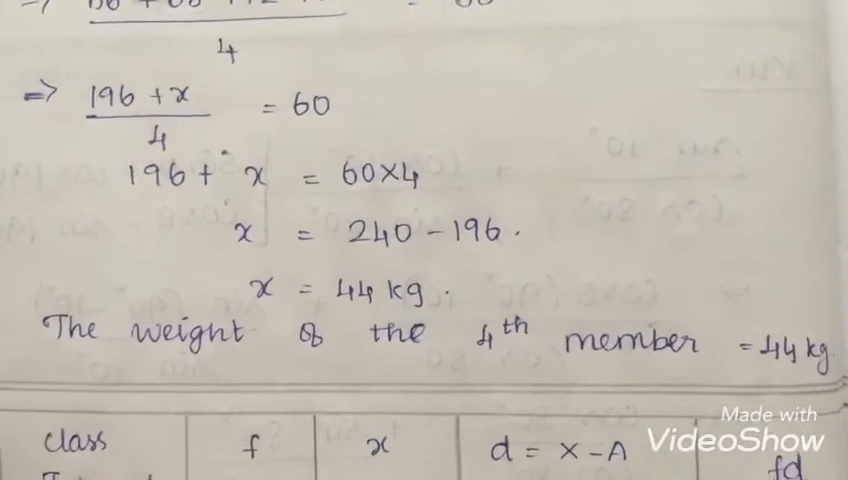 4
=> 196 + x
4 = 60
196 + x = 60×4
x = 240 - 196.
x = 44 kg.
The weight of the 4th member = 44 kg.
class f x d = x - A fd
Made with
VideoShow